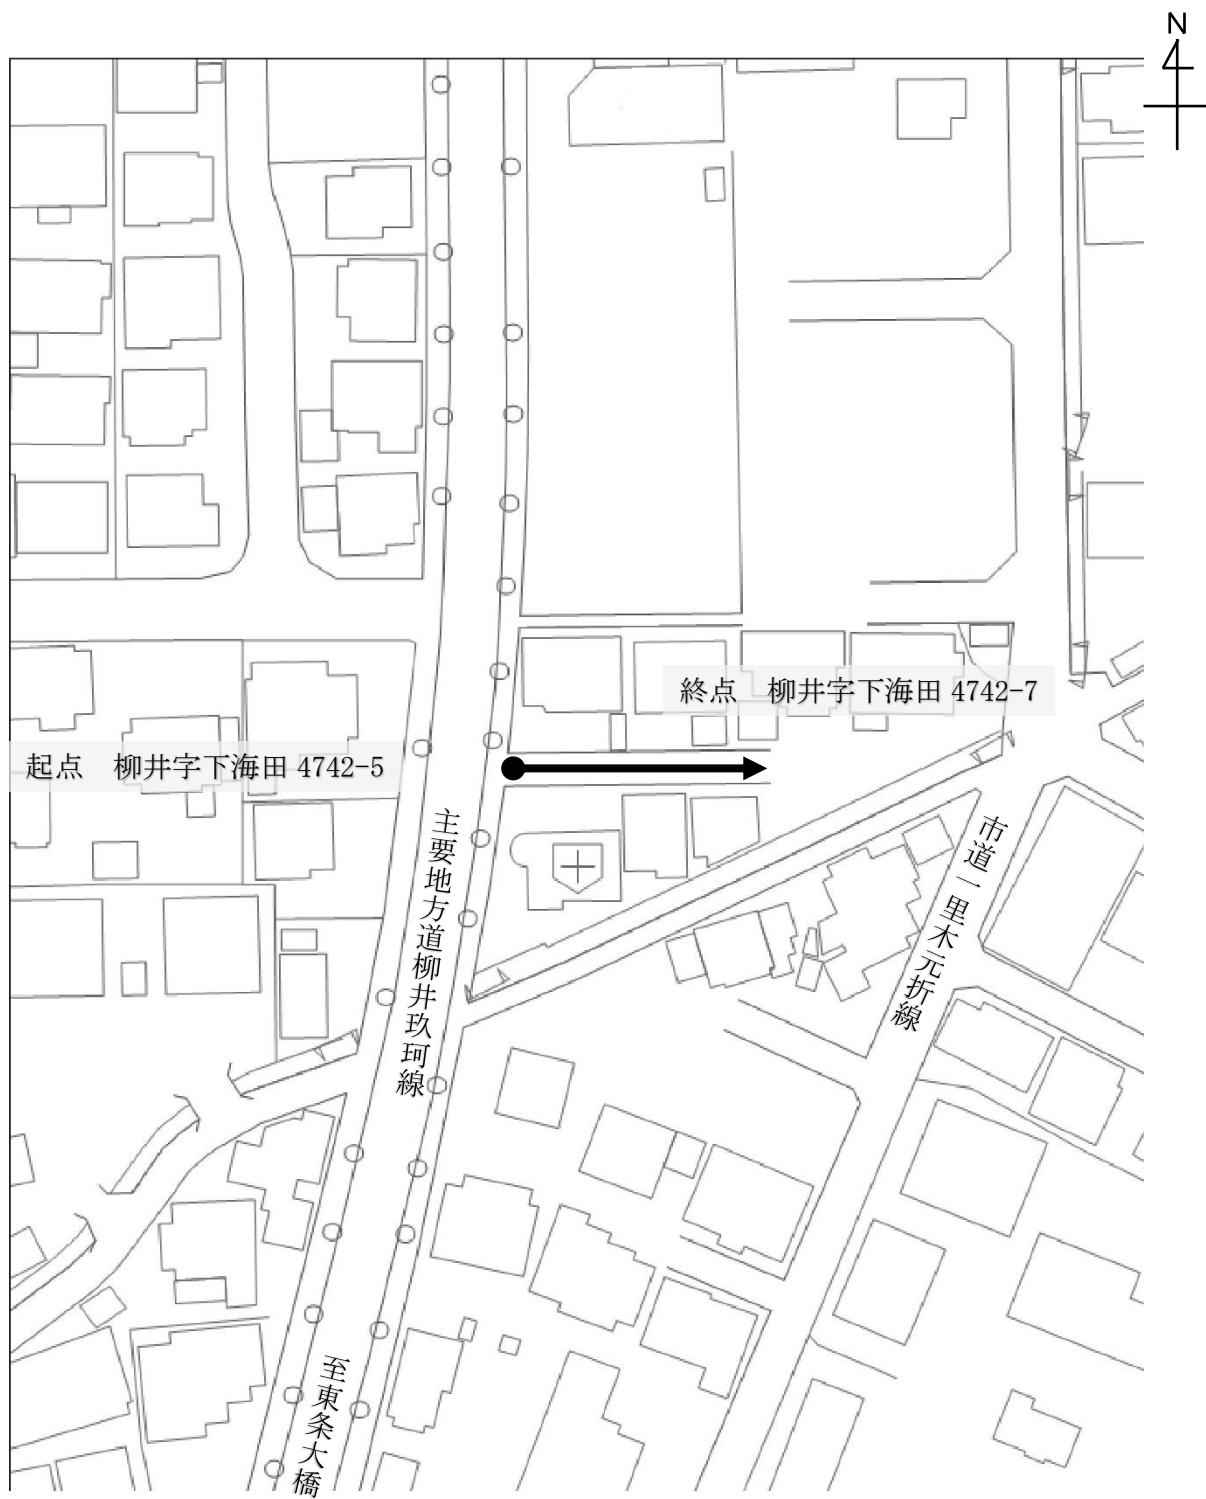 N
終点　柳井字下海田 4742-7
起点　柳井字下海田 4742-5
主要地方道柳井玖珂線
市道一里木元折線
至東条大橋